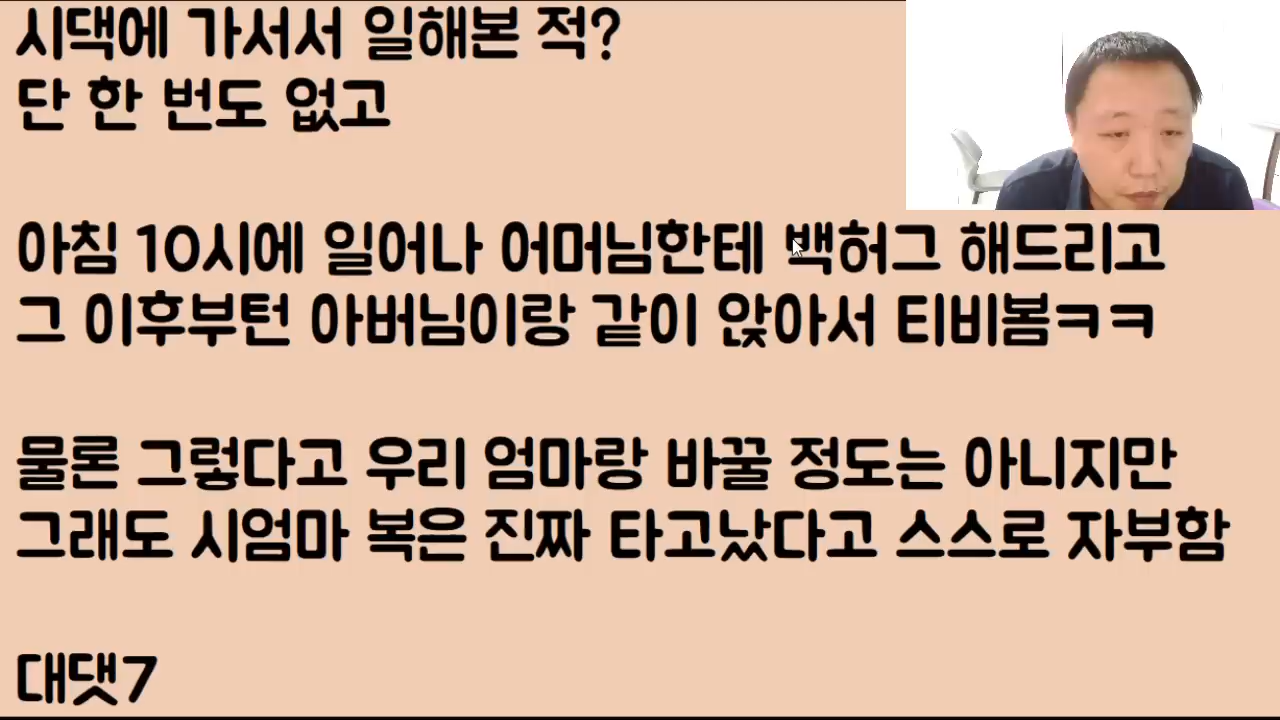 시댁에 가서서 일해본 적?
단 한 번도 없고
아침 10시에 일어나 어머님한테 백허그 해드리고
그 이후부턴 아버님이랑 같이 앉아서 티비봄ㅋㅋ
물론 그렇다고 우리 엄마랑 바꿀 정도는 아니지만
그래도 시엄마 복은 진짜 타고났다고 스스로 자부함
대댓7